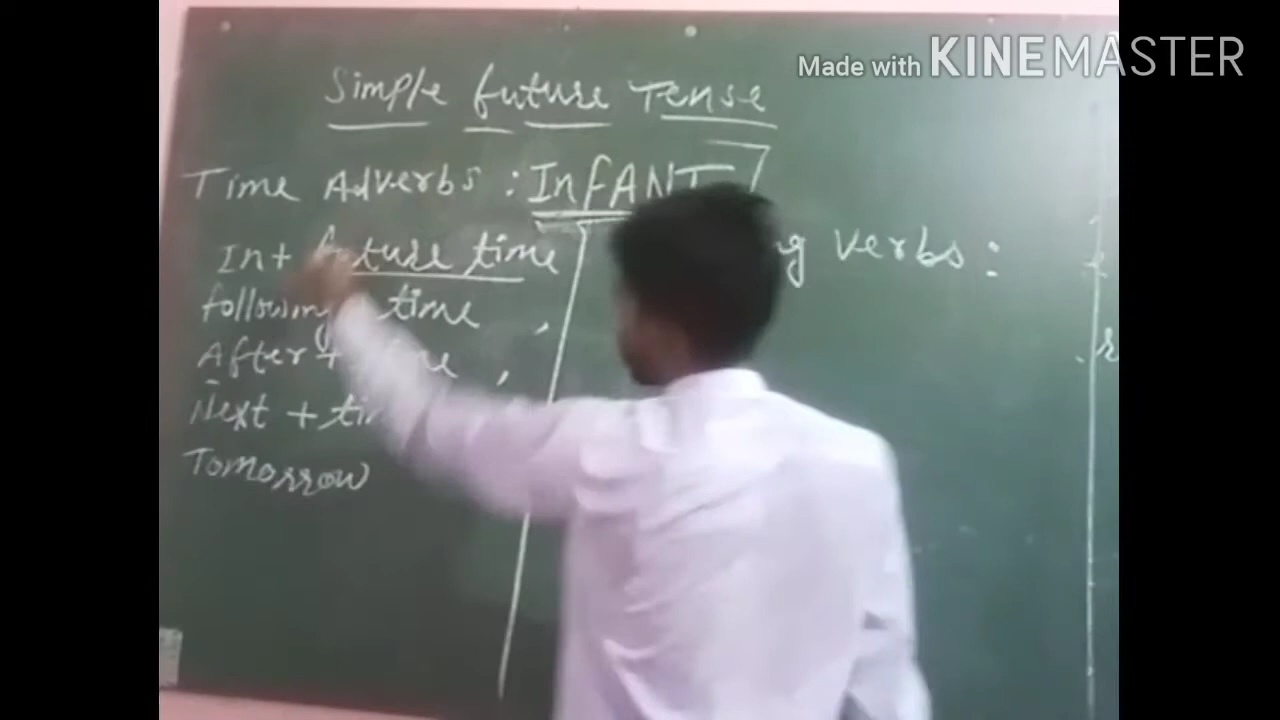 Made with KINEMASTER
Simple future Tense
Time Adverbs : InFANT
In + future time
following time ,
After +
Next +
Tomorrow
verbs :